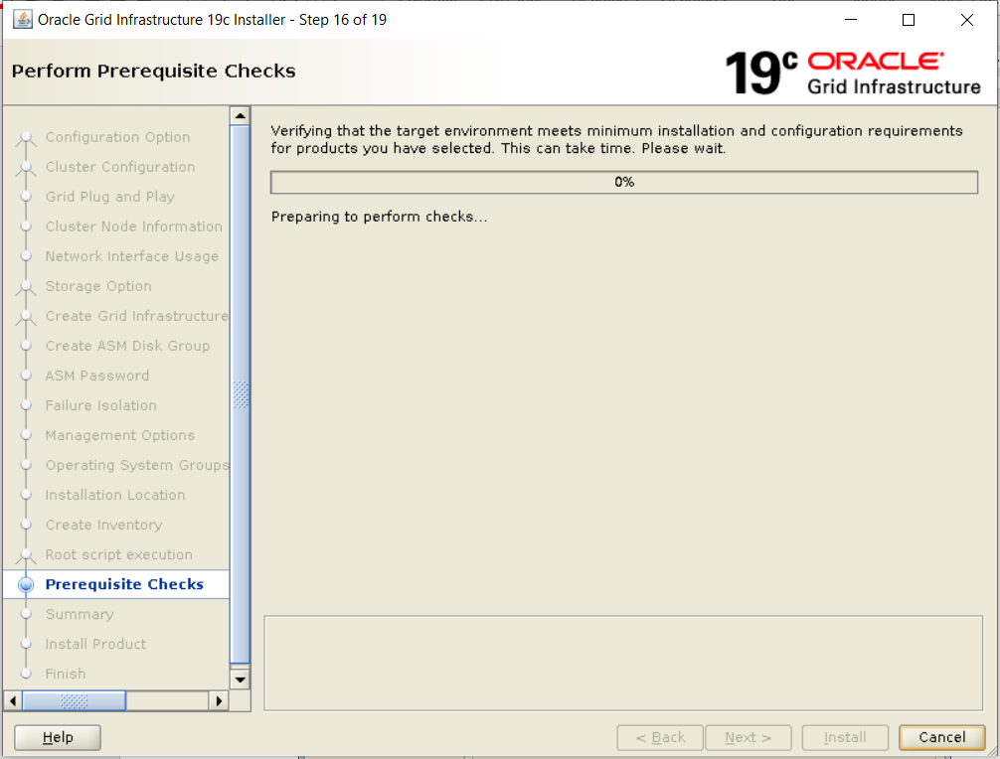 Oracle Grid Infrastructure 19c Installer - Step 16 of 19
Perform Prerequisite Checks
19c ORACLE
Grid Infrastructure
Configuration Option
Cluster Configuration
Grid Plug and Play
Cluster Node Information
Network Interface Usage
Storage Option
Create Grid Infrastructure
Create ASM Disk Group
ASM Password
Failure Isolation
Management Options
Operating System Groups
Installation Location
Create Inventory
Root script execution
Prerequisite Checks
Summary
Install Product
Finish
Verifying that the target environment meets minimum installation and configuration requirements
for products you have selected. This can take time. Please wait.
0%
Preparing to perform checks...
Help
< Back
Next >
Install
Cancel